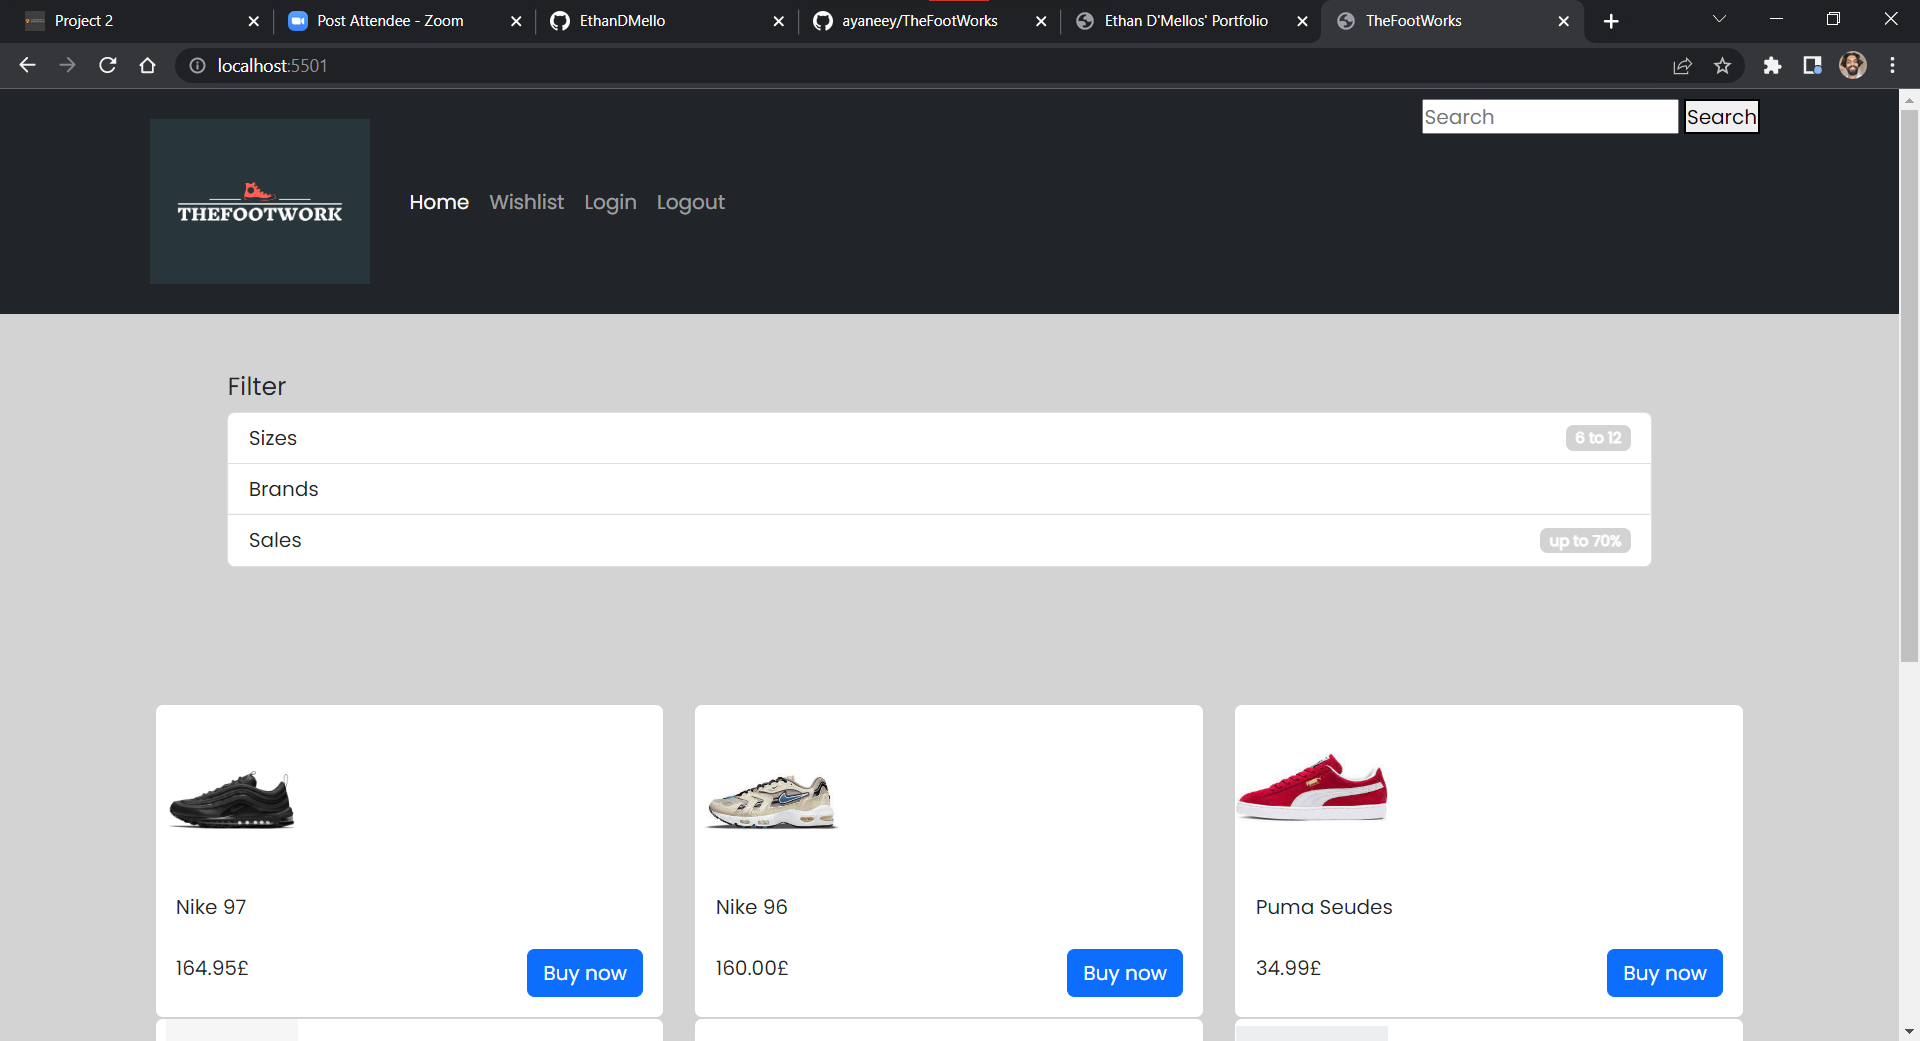 Project 2
Post Attendee - Zoom
EthanDMello
ayaneey/TheFootWorks
Ethan D'Mellos' Portfolio
TheFootWorks
localhost:5501
Search Search
THEFOOTWORK
Home Wishlist Login Logout
Filter
Sizes 6 to 12
Brands
Sales up to 70%
Nike 97
164.95£ Buy now
Nike 96
160.00£ Buy now
Puma Seudes
34.99£ Buy now